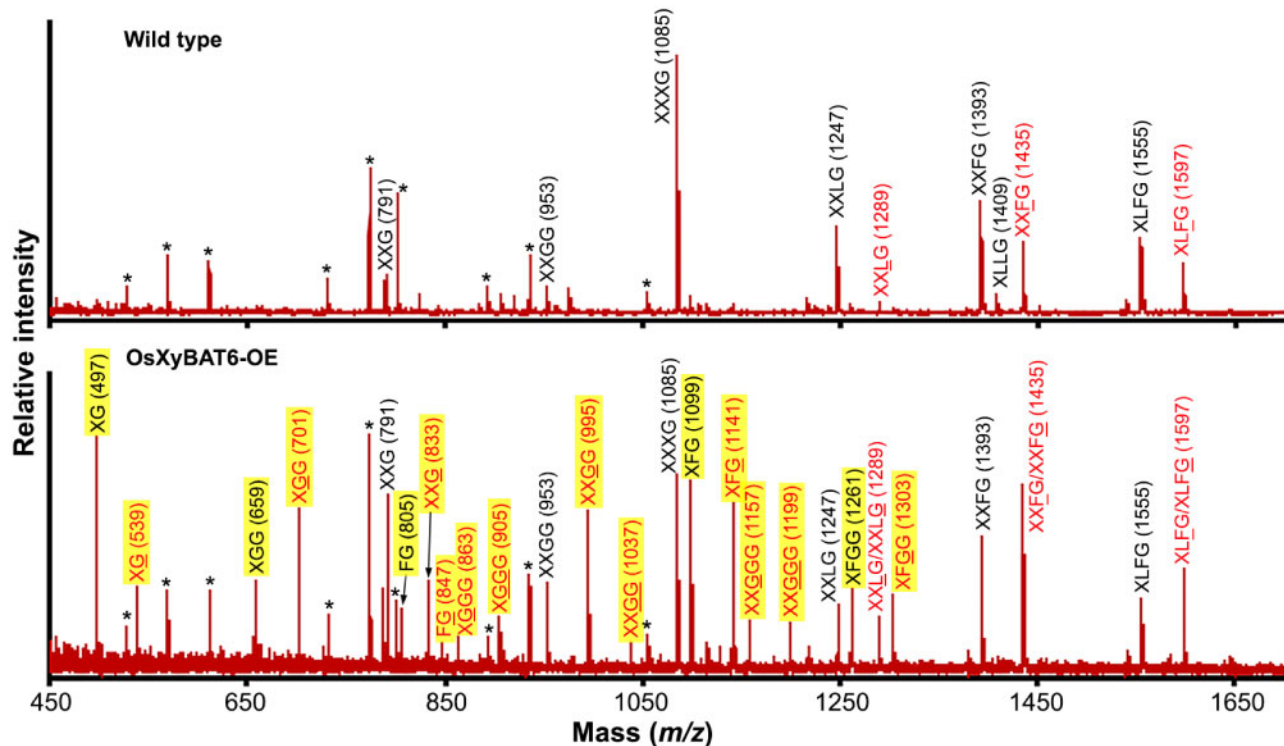 Wild type
*
*
*
*
*
XXG (791)
*
*
*
XXGG (953)
*
XXXG (1085)
XXLG (1247)
XXLG (1289)
XXFG (1393)
XLLG (1409)
XXFG (1435)
XLFG (1555)
XLFG (1597)
Relative intensity
OsXyBAT6-OE
XG (497)
*
XG (539)
*
*
XGG (659)
XGG (701)
*
*
XXG (791)
*
FG (805)
XXG (833)
FG (847)
XGGG (863)
*
XGGG (905)
*
XXGG (953)
XXGG (995)
XXGG (1037)
*
XXXG (1085)
XFG (1099)
XFG (1141)
XXGGG (1157)
XXGGG (1199)
XXLG (1247)
XFGG (1261)
XXLG/XXLG (1289)
XFGG (1303)
XXFG (1393)
XXFG/XXFG (1435)
XLFG (1555)
XLFG/XLFG (1597)
450 650 850 1050 1250 1450 1650
Mass (m/z)